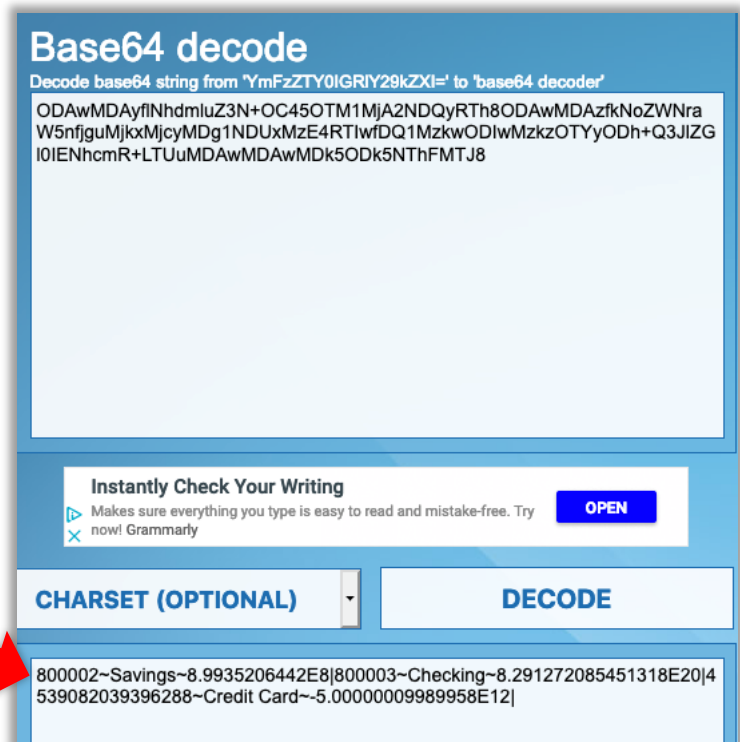 Base64 decode
Decode base64 string from 'YmFzZTY0IGRlY29kZXI=' to 'base64 decoder'
ODAwMDAyflNhdmluZ3N+OC45OTM1MjA2NDQyRTh8ODAwMDAzfkNoZWNra
W5nfjguMjkxMjcyMDg1NDUxMzE4RTIwfDQ1MzkwODIwMzkzOTYyODh+Q3JlZG
l0IENhcmR+LTUuMDAwMDAwMDk5ODk5NThFMTJ8
Instantly Check Your Writing
Makes sure everything you type is easy to read and mistake-free. Try
now! Grammarly
OPEN
CHARSET (OPTIONAL)
DECODE
800002~Savings~8.9935206442E8|800003~Checking~8.291272085451318E20|4
539082039396288~Credit Card~-5.00000009989958E12|